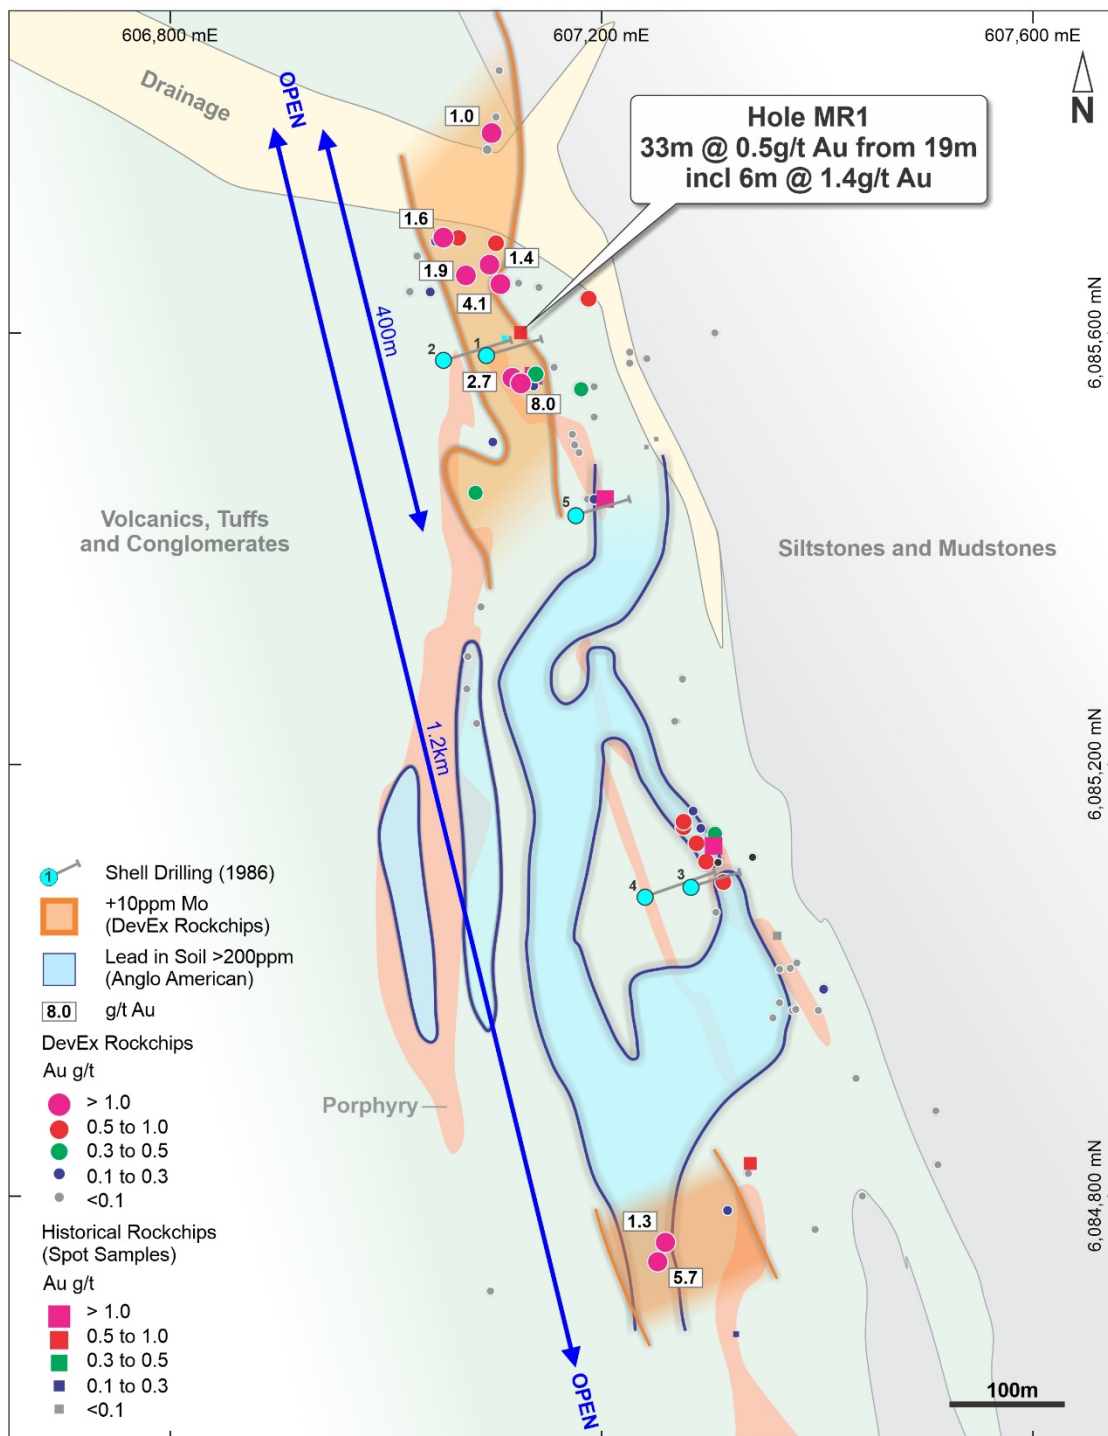 606,800 mE
607,200 mE
607,600 mE
OPEN
Drainage
N
1.0
Hole MR1
33m @ 0.5g/t Au from 19m
incl 6m @ 1.4g/t Au
1.6
1.4
1.9
4.1
400m
6,085,600 mN
1
2
2.7
8.0
5
Volcanics, Tuffs
and Conglomerates
Siltstones and Mudstones
1.2km
6,085,200 mN
3
4
1 Shell Drilling (1986)
+10ppm Mo
(DevEx Rockchips)
Lead in Soil >200ppm
(Anglo American)
8.0 g/t Au
DevEx Rockchips
Au g/t
> 1.0
0.5 to 1.0
0.3 to 0.5
0.1 to 0.3
<0.1
Porphyry
6,084,800 mN
Historical Rockchips
(Spot Samples)
Au g/t
> 1.0
0.5 to 1.0
0.3 to 0.5
0.1 to 0.3
<0.1
1.3
5.7
OPEN
100m